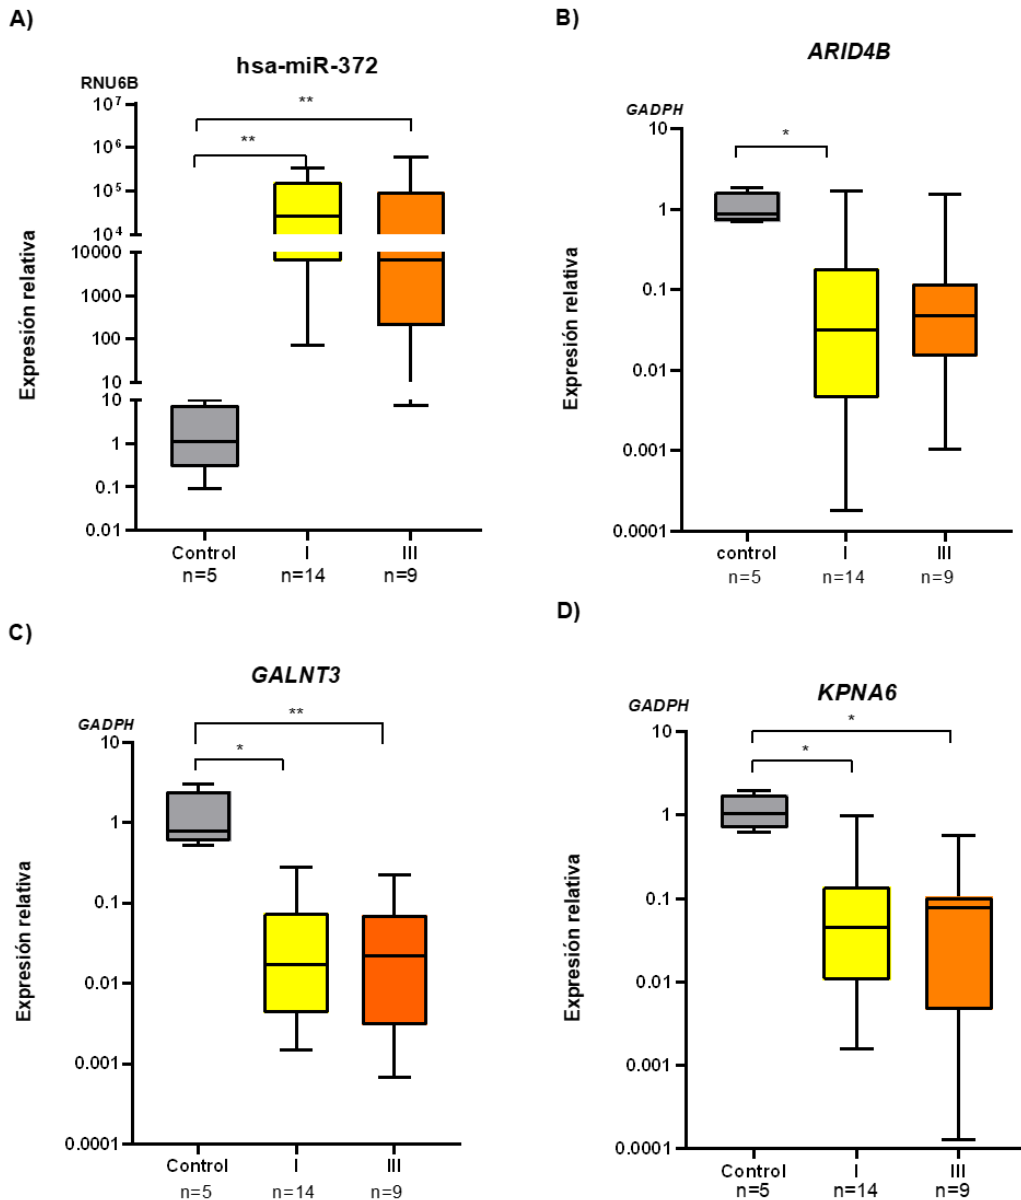 A)
hsa-miR-372
RNU6B
10⁷
10⁶
10⁵
10⁴
10000
1000
100
10
10
1
0.1
0.01
Expresión relativa
**
**
Control I III
n=5 n=14 n=9
B)
ARID4B
GADPH
10
1
0.1
0.01
0.001
0.0001
Expresión relativa
*
control I III
n=5 n=14 n=9
C)
GALNT3
GADPH
10
1
0.1
0.01
0.001
0.0001
Expresión relativa
**
*
Control I III
n=5 n=14 n=9
D)
KPNA6
GADPH
10
1
0.1
0.01
0.001
0.0001
Expresión relativa
*
*
Control I III
n=5 n=14 n=9